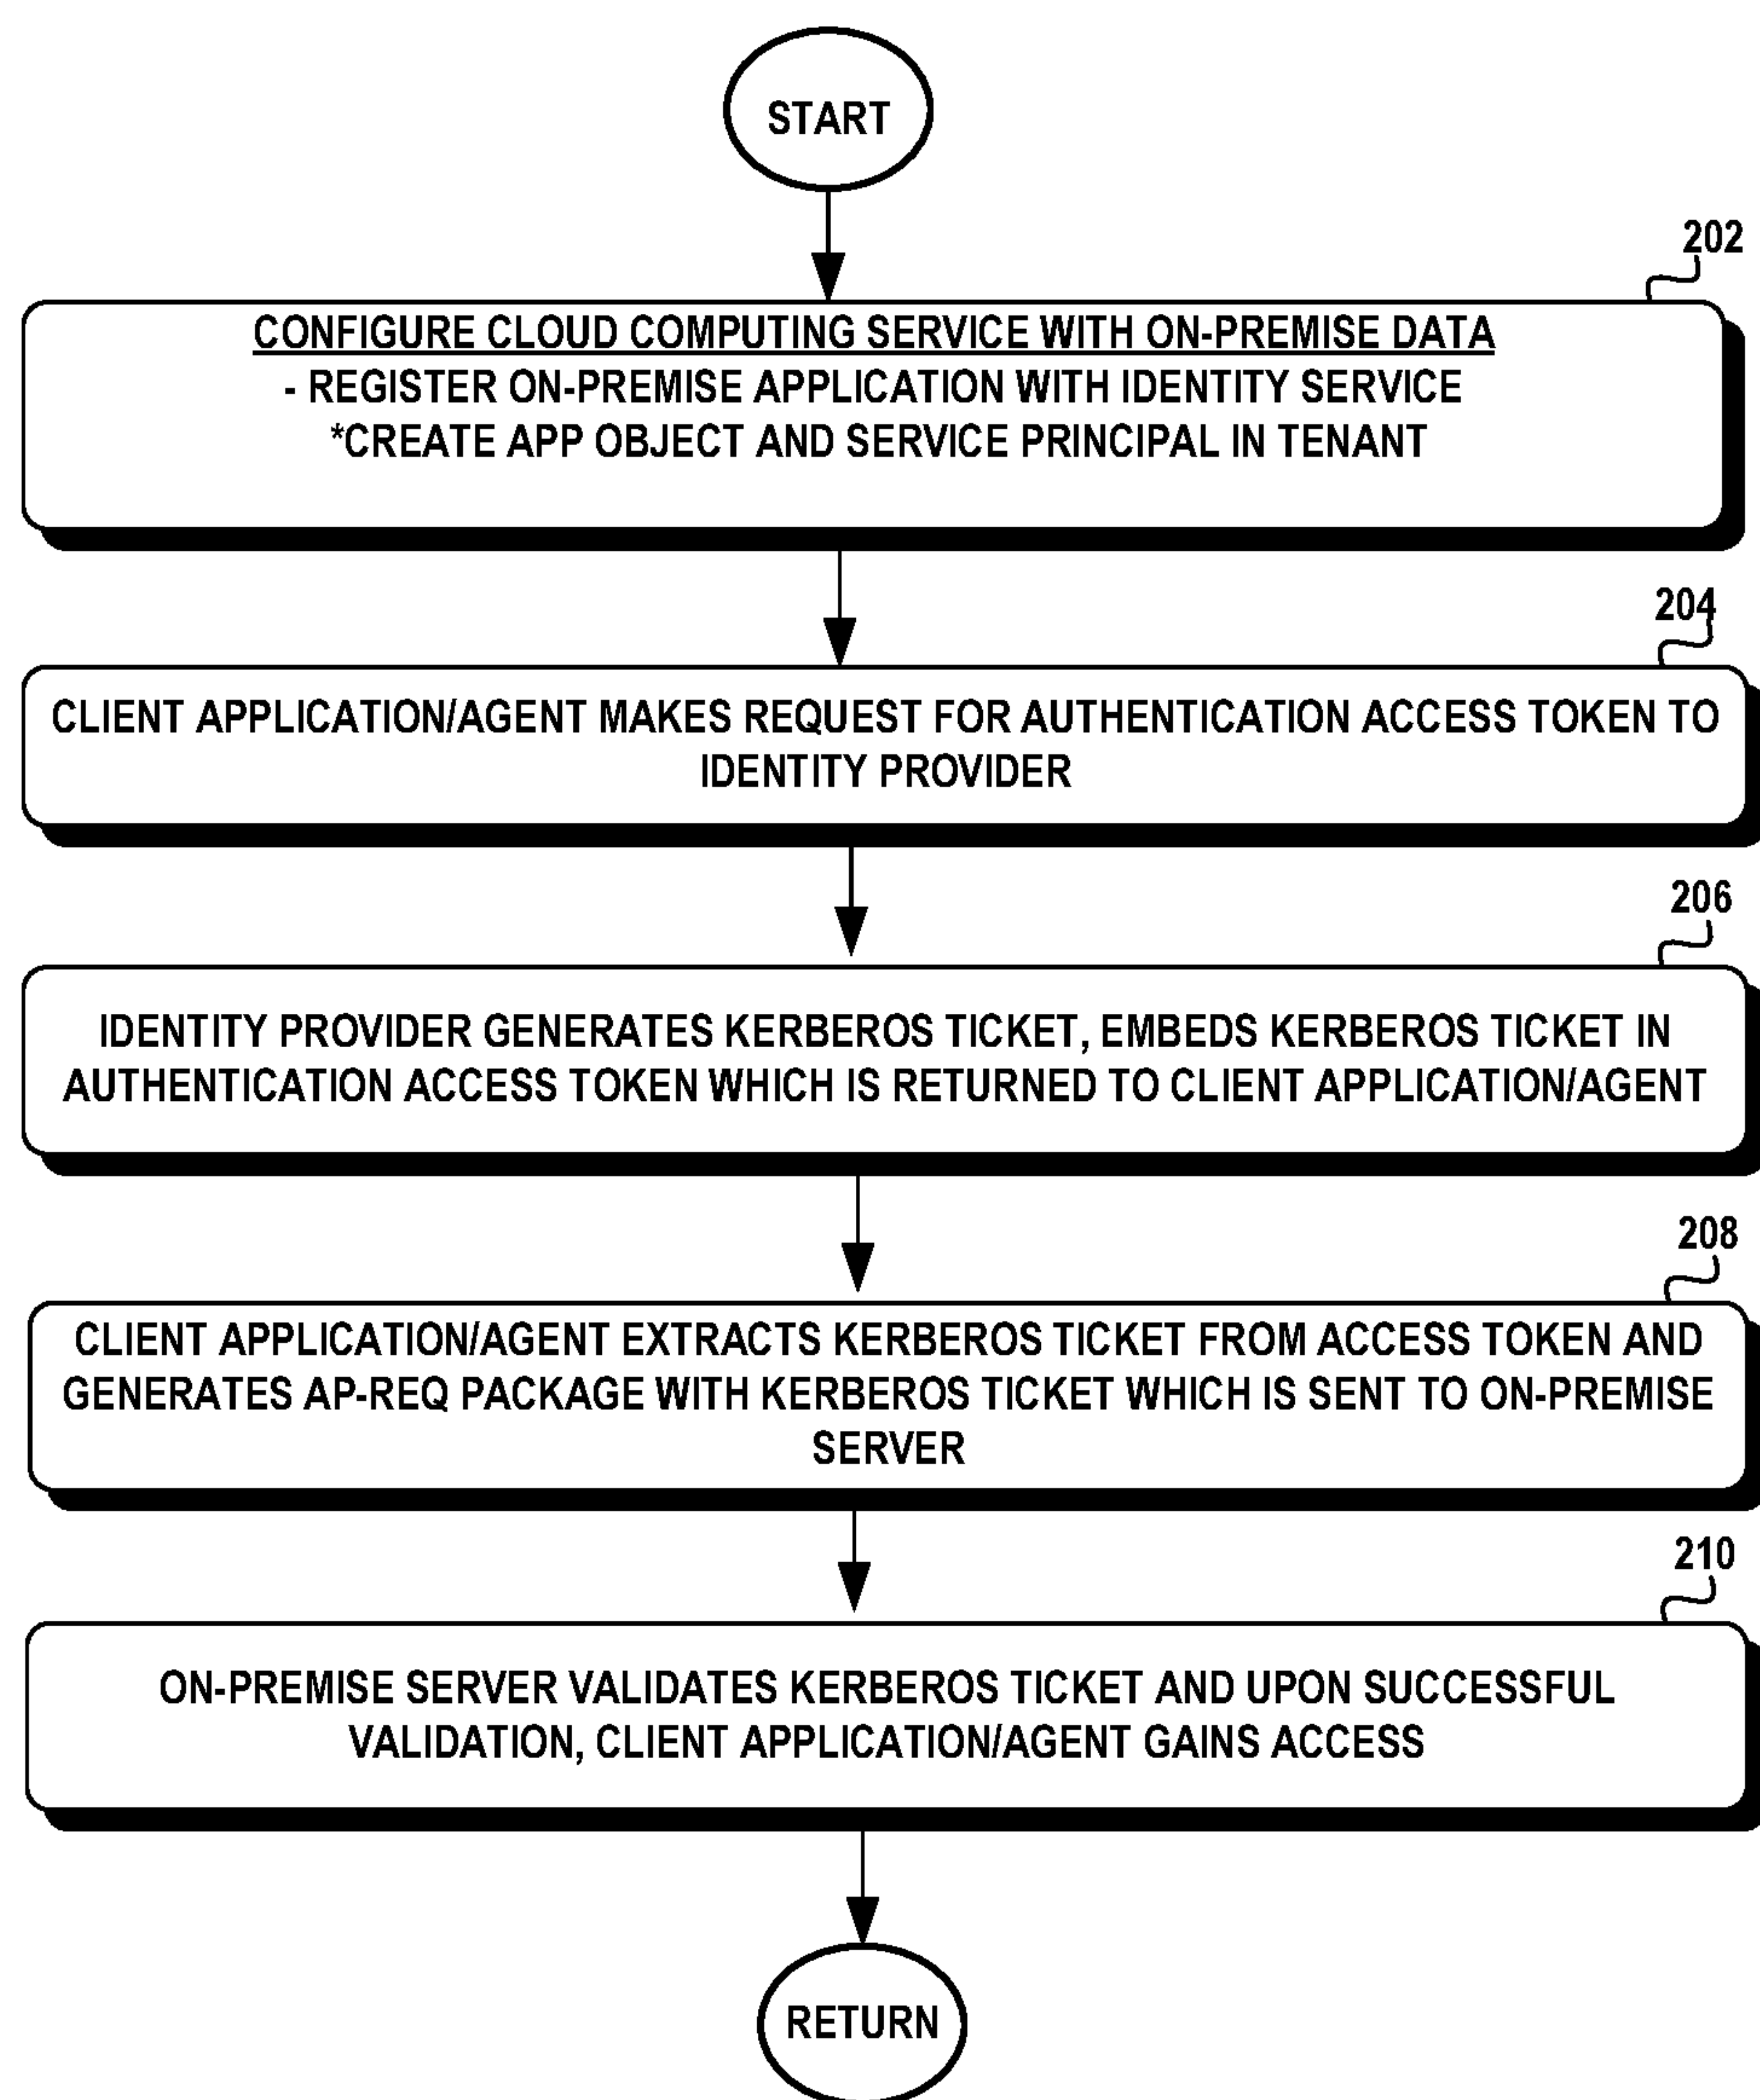 START
202
CONFIGURE CLOUD COMPUTING SERVICE WITH ON-PREMISE DATA
- REGISTER ON-PREMISE APPLICATION WITH IDENTITY SERVICE
*CREATE APP OBJECT AND SERVICE PRINCIPAL IN TENANT
204
CLIENT APPLICATION/AGENT MAKES REQUEST FOR AUTHENTICATION ACCESS TOKEN TO
IDENTITY PROVIDER
206
IDENTITY PROVIDER GENERATES KERBEROS TICKET, EMBEDS KERBEROS TICKET IN
AUTHENTICATION ACCESS TOKEN WHICH IS RETURNED TO CLIENT APPLICATION/AGENT
208
CLIENT APPLICATION/AGENT EXTRACTS KERBEROS TICKET FROM ACCESS TOKEN AND
GENERATES AP-REQ PACKAGE WITH KERBEROS TICKET WHICH IS SENT TO ON-PREMISE
SERVER
210
ON-PREMISE SERVER VALIDATES KERBEROS TICKET AND UPON SUCCESSFUL
VALIDATION, CLIENT APPLICATION/AGENT GAINS ACCESS
RETURN